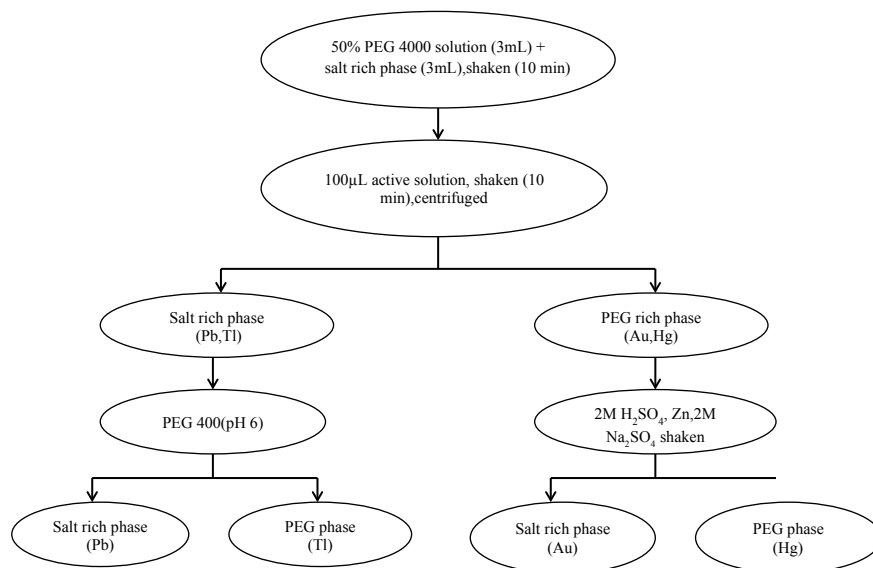 50% PEG 4000 solution (3mL) +
salt rich phase (3mL),shaken (10 min)
100µL active solution, shaken (10
min),centrifuged
Salt rich phase
(Pb,Tl)
PEG rich phase
(Au,Hg)
PEG 400(pH 6)
2M H₂SO₄, Zn,2M
Na₂SO₄ shaken
Salt rich phase
(Pb)
PEG phase
(Tl)
Salt rich phase
(Au)
PEG phase
(Hg)